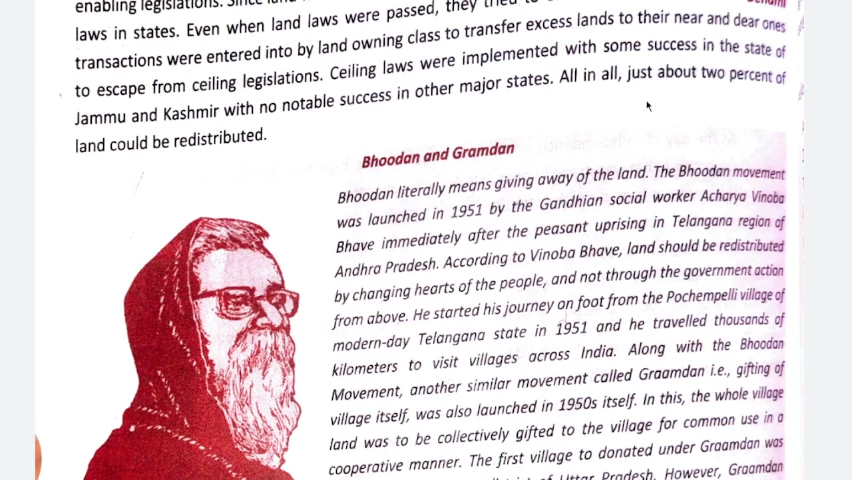 enabling legislations. Since
laws in states. Even when land laws were passed, they tried to
transactions were entered into by land owning class to transfer excess lands to their near and dear ones
to escape from ceiling legislations. Ceiling laws were implemented with some success in the state of
Jammu and Kashmir with no notable success in other major states. All in all, just about two percent of
land could be redistributed.
Bhoodan and Gramdan
Bhoodan literally means giving away of the land. The Bhoodan movement
was launched in 1951 by the Gandhian social worker Acharya Vinoba
Bhave immediately after the peasant uprising in Telangana region of
Andhra Pradesh. According to Vinoba Bhave, land should be redistributed
by changing hearts of the people, and not through the government action
from above. He started his journey on foot from the Pochempelli village of
modern-day Telangana state in 1951 and he travelled thousands of
kilometers to visit villages across India. Along with the Bhoodan
Movement, another similar movement called Graamdan i.e., gifting of
village itself, was also launched in 1950s itself. In this, the whole village
land was to be collectively gifted to the village for common use in a
cooperative manner. The first village to donated under Graamdan was
of Uttar Pradesh. However, Graamdan